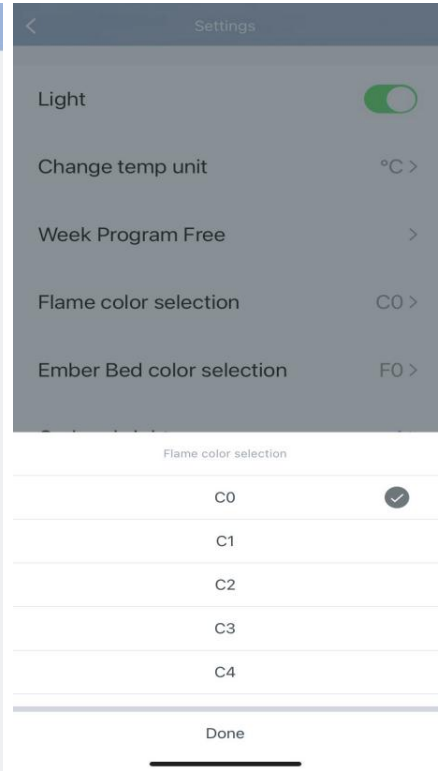 Settings
Light
Change temp unit °C >
Week Program Free >
Flame color selection C0 >
Ember Bed color selection F0 >
Flame color selection
C0
C1
C2
C3
C4
Done